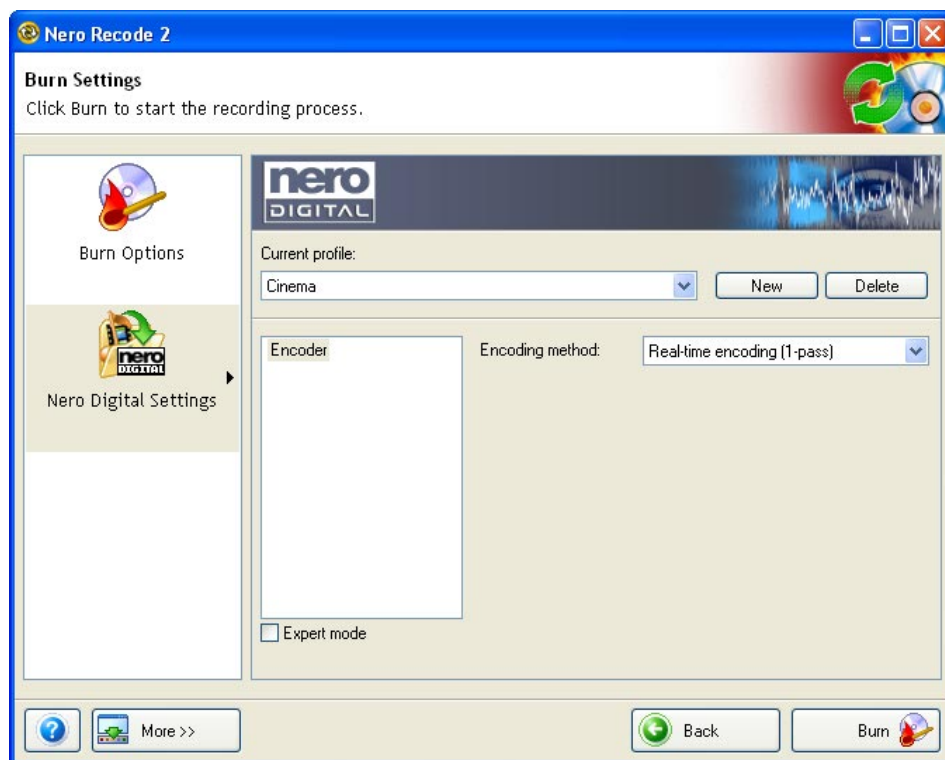 Nero Recode 2
Burn Settings
Click Burn to start the recording process.
Burn Options
nero
DIGITAL
Nero Digital Settings
nero
DIGITAL
Current profile:
Cinema
New
Delete
Encoder
Encoding method:
Real-time encoding (1-pass)
Expert mode
?
More >>
Back
Burn